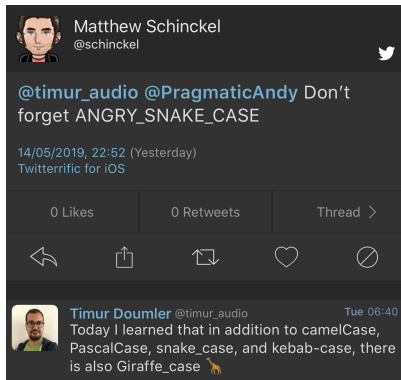 Matthew Schinckel
@schinckel
@timur_audio @PragmaticAndy Don’t
forget ANGRY_SNAKE_CASE
14/05/2019, 22:52 (Yesterday)
Twitterrific for iOS
0 Likes
0 Retweets
Thread
Timur Doumler @timur_audio Tue 06:40
Today I learned that in addition to camelCase,
PascalCase, snake_case, and kebab-case, there
is also Giraffe_case 🦒